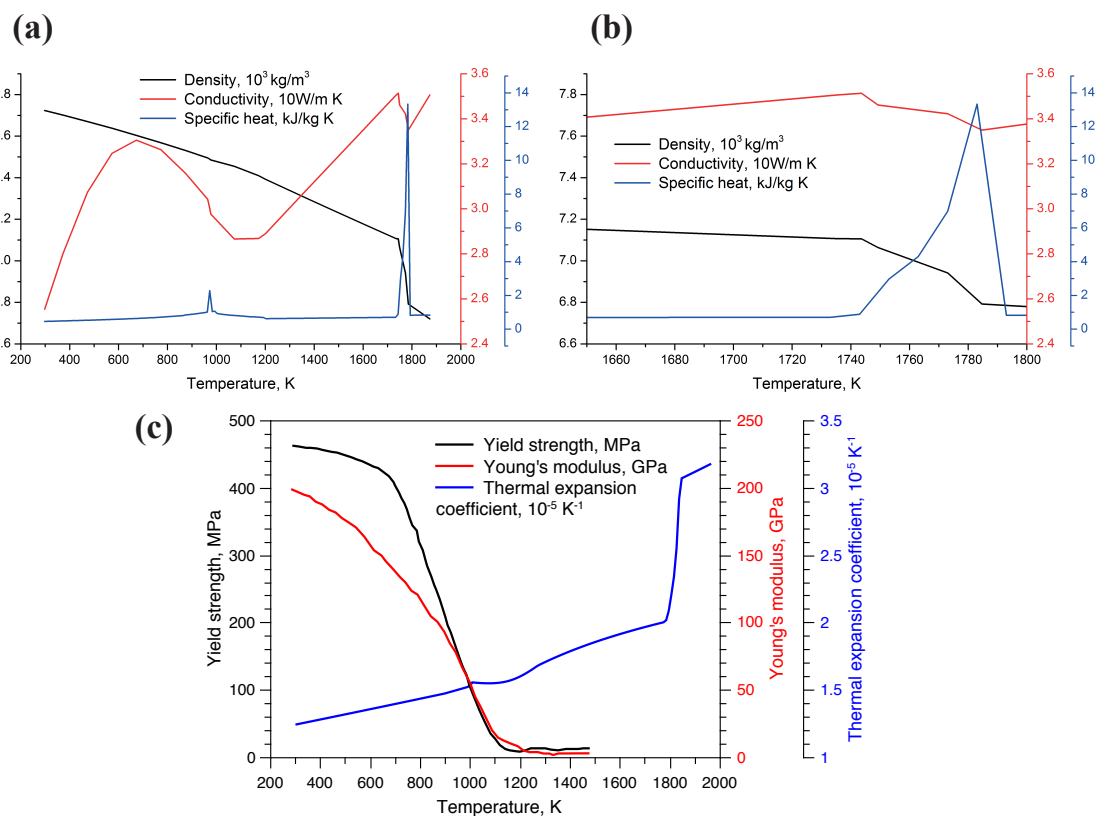 (a)
(b)
Density, 10³ kg/m³
Conductivity, 10W/m K
Specific heat, kJ/kg K
.8
.6
.4
.2
.0
.8
.6
200 400 600 800 1000 1200 1400 1600 1800 2000
Temperature, K
3.6
3.4
3.2
3.0
2.8
2.6
2.4
14
12
10
8
6
4
2
0
Density, 10³ kg/m³
Conductivity, 10W/m K
Specific heat, kJ/kg K
7.8
7.6
7.4
7.2
7.0
6.8
6.6
1660 1680 1700 1720 1740 1760 1780 1800
Temperature, K
3.6
3.4
3.2
3.0
2.8
2.6
2.4
14
12
10
8
6
4
2
0
(c)
Yield strength, MPa
Young's modulus, GPa
Thermal expansion
coefficient, 10⁻⁵ K⁻¹
Yield strength, MPa
500
400
300
200
100
0
200 400 600 800 1000 1200 1400 1600 1800 2000
Temperature, K
250
200
150
100
50
0
Young's modulus, GPa
3.5
3
2.5
2
1.5
1
Thermal expansion coefficient, 10⁻⁵ K⁻¹